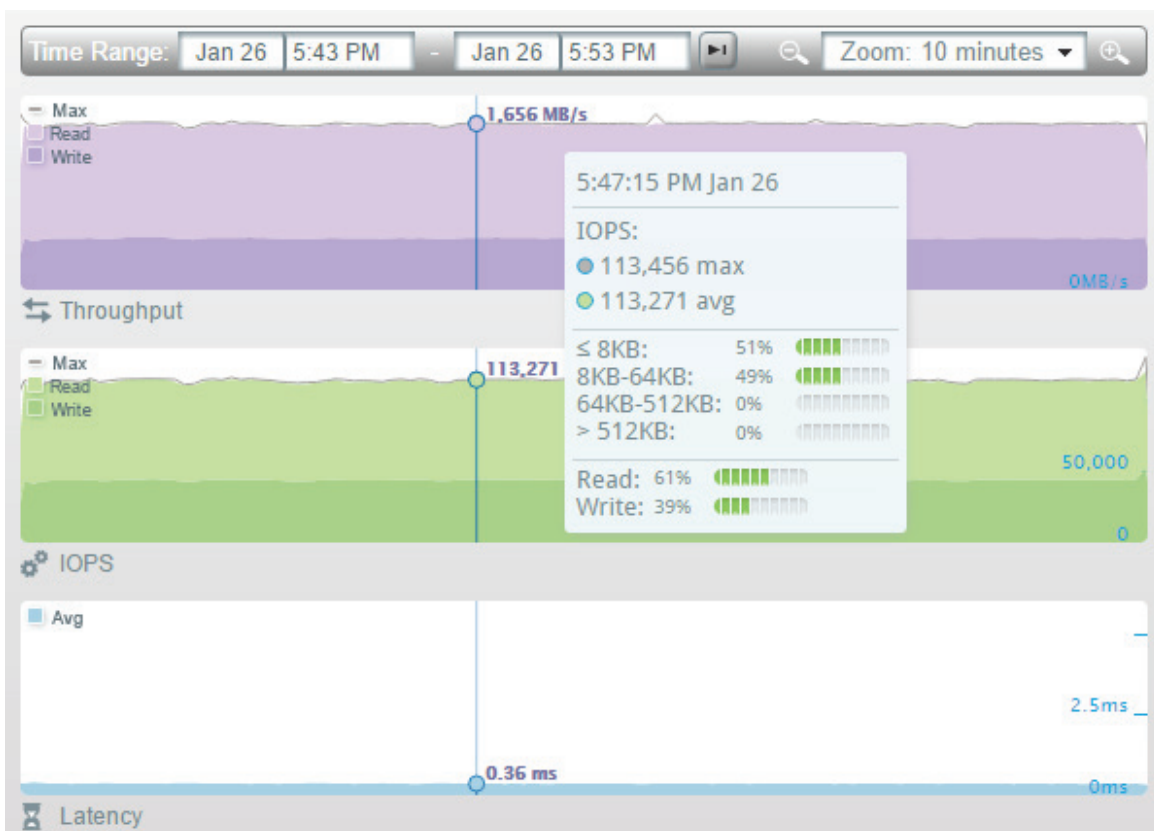 Time Range: Jan 26 5:43 PM - Jan 26 5:53 PM Zoom: 10 minutes
Max
Read
Write
1,656 MB/s
0MB/s
Throughput
5:47:15 PM Jan 26
IOPS:
113,456 max
113,271 avg
≤ 8KB: 51%
8KB-64KB: 49%
64KB-512KB: 0%
> 512KB: 0%
Read: 61%
Write: 39%
Max
Read
Write
113,271
50,000
0
IOPS
Avg
2.5ms
0.36 ms
0ms
Latency